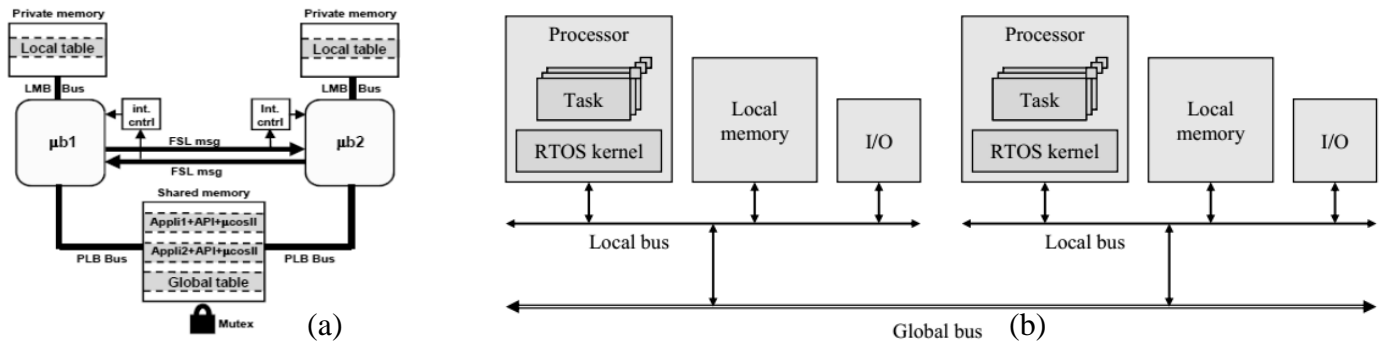 Private memory
Local table
LMB Bus
Private memory
Local table
LMB Bus
int.
cntrl
Int.
cntrl
µb1
µb2
FSL msg
FSL msg
Shared memory
Appli1+API+µcosII
Appli2+API+µcosII
Global table
PLB Bus
PLB Bus
Mutex
(a)
Processor
Task
RTOS kernel
Local
memory
I/O
Local bus
Processor
Task
RTOS kernel
Local
memory
I/O
Local bus
Global bus
(b)